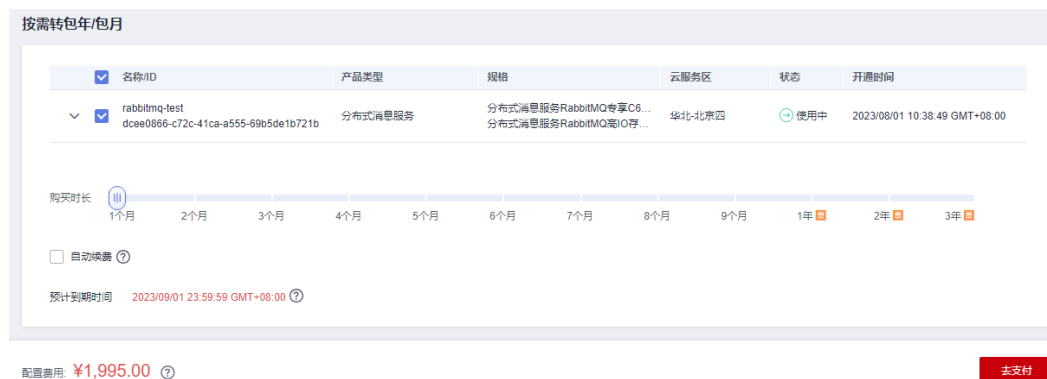 按需转包年/包月
名称/ID 产品类型 规格 云服务区 状态 开通时间
rabbitmq-test
dcee0866-c72c-41ca-a555-69b5de1b721b
分布式消息服务
分布式消息服务RabbitMQ专享C6...
分布式消息服务RabbitMQ高IO存...
华北-北京四
使用中
2023/08/01 10:38:49 GMT+08:00
购买时长
1个月 2个月 3个月 4个月 5个月 6个月 7个月 8个月 9个月 1年 惠 2年 惠 3年 惠
自动续费 ?
预计到期时间 2023/09/01 23:59:59 GMT+08:00 ?
配置费用: ¥1,995.00 ?
去支付